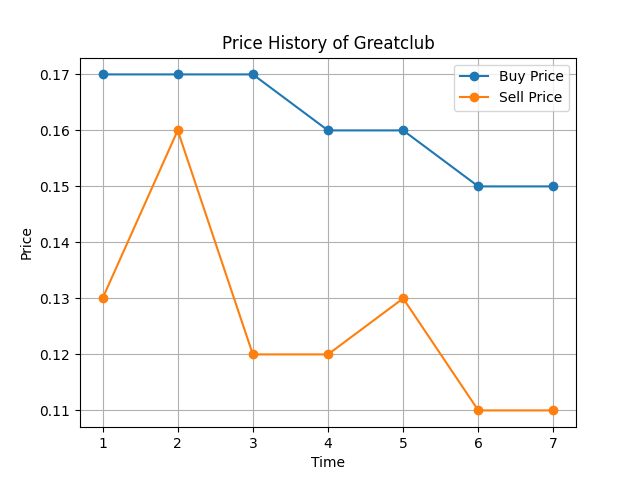 Price History of Greatclub
Buy Price
Sell Price
0.17
0.16
0.15
0.14
0.13
0.12
0.11
Price
1 2 3 4 5 6 7
Time